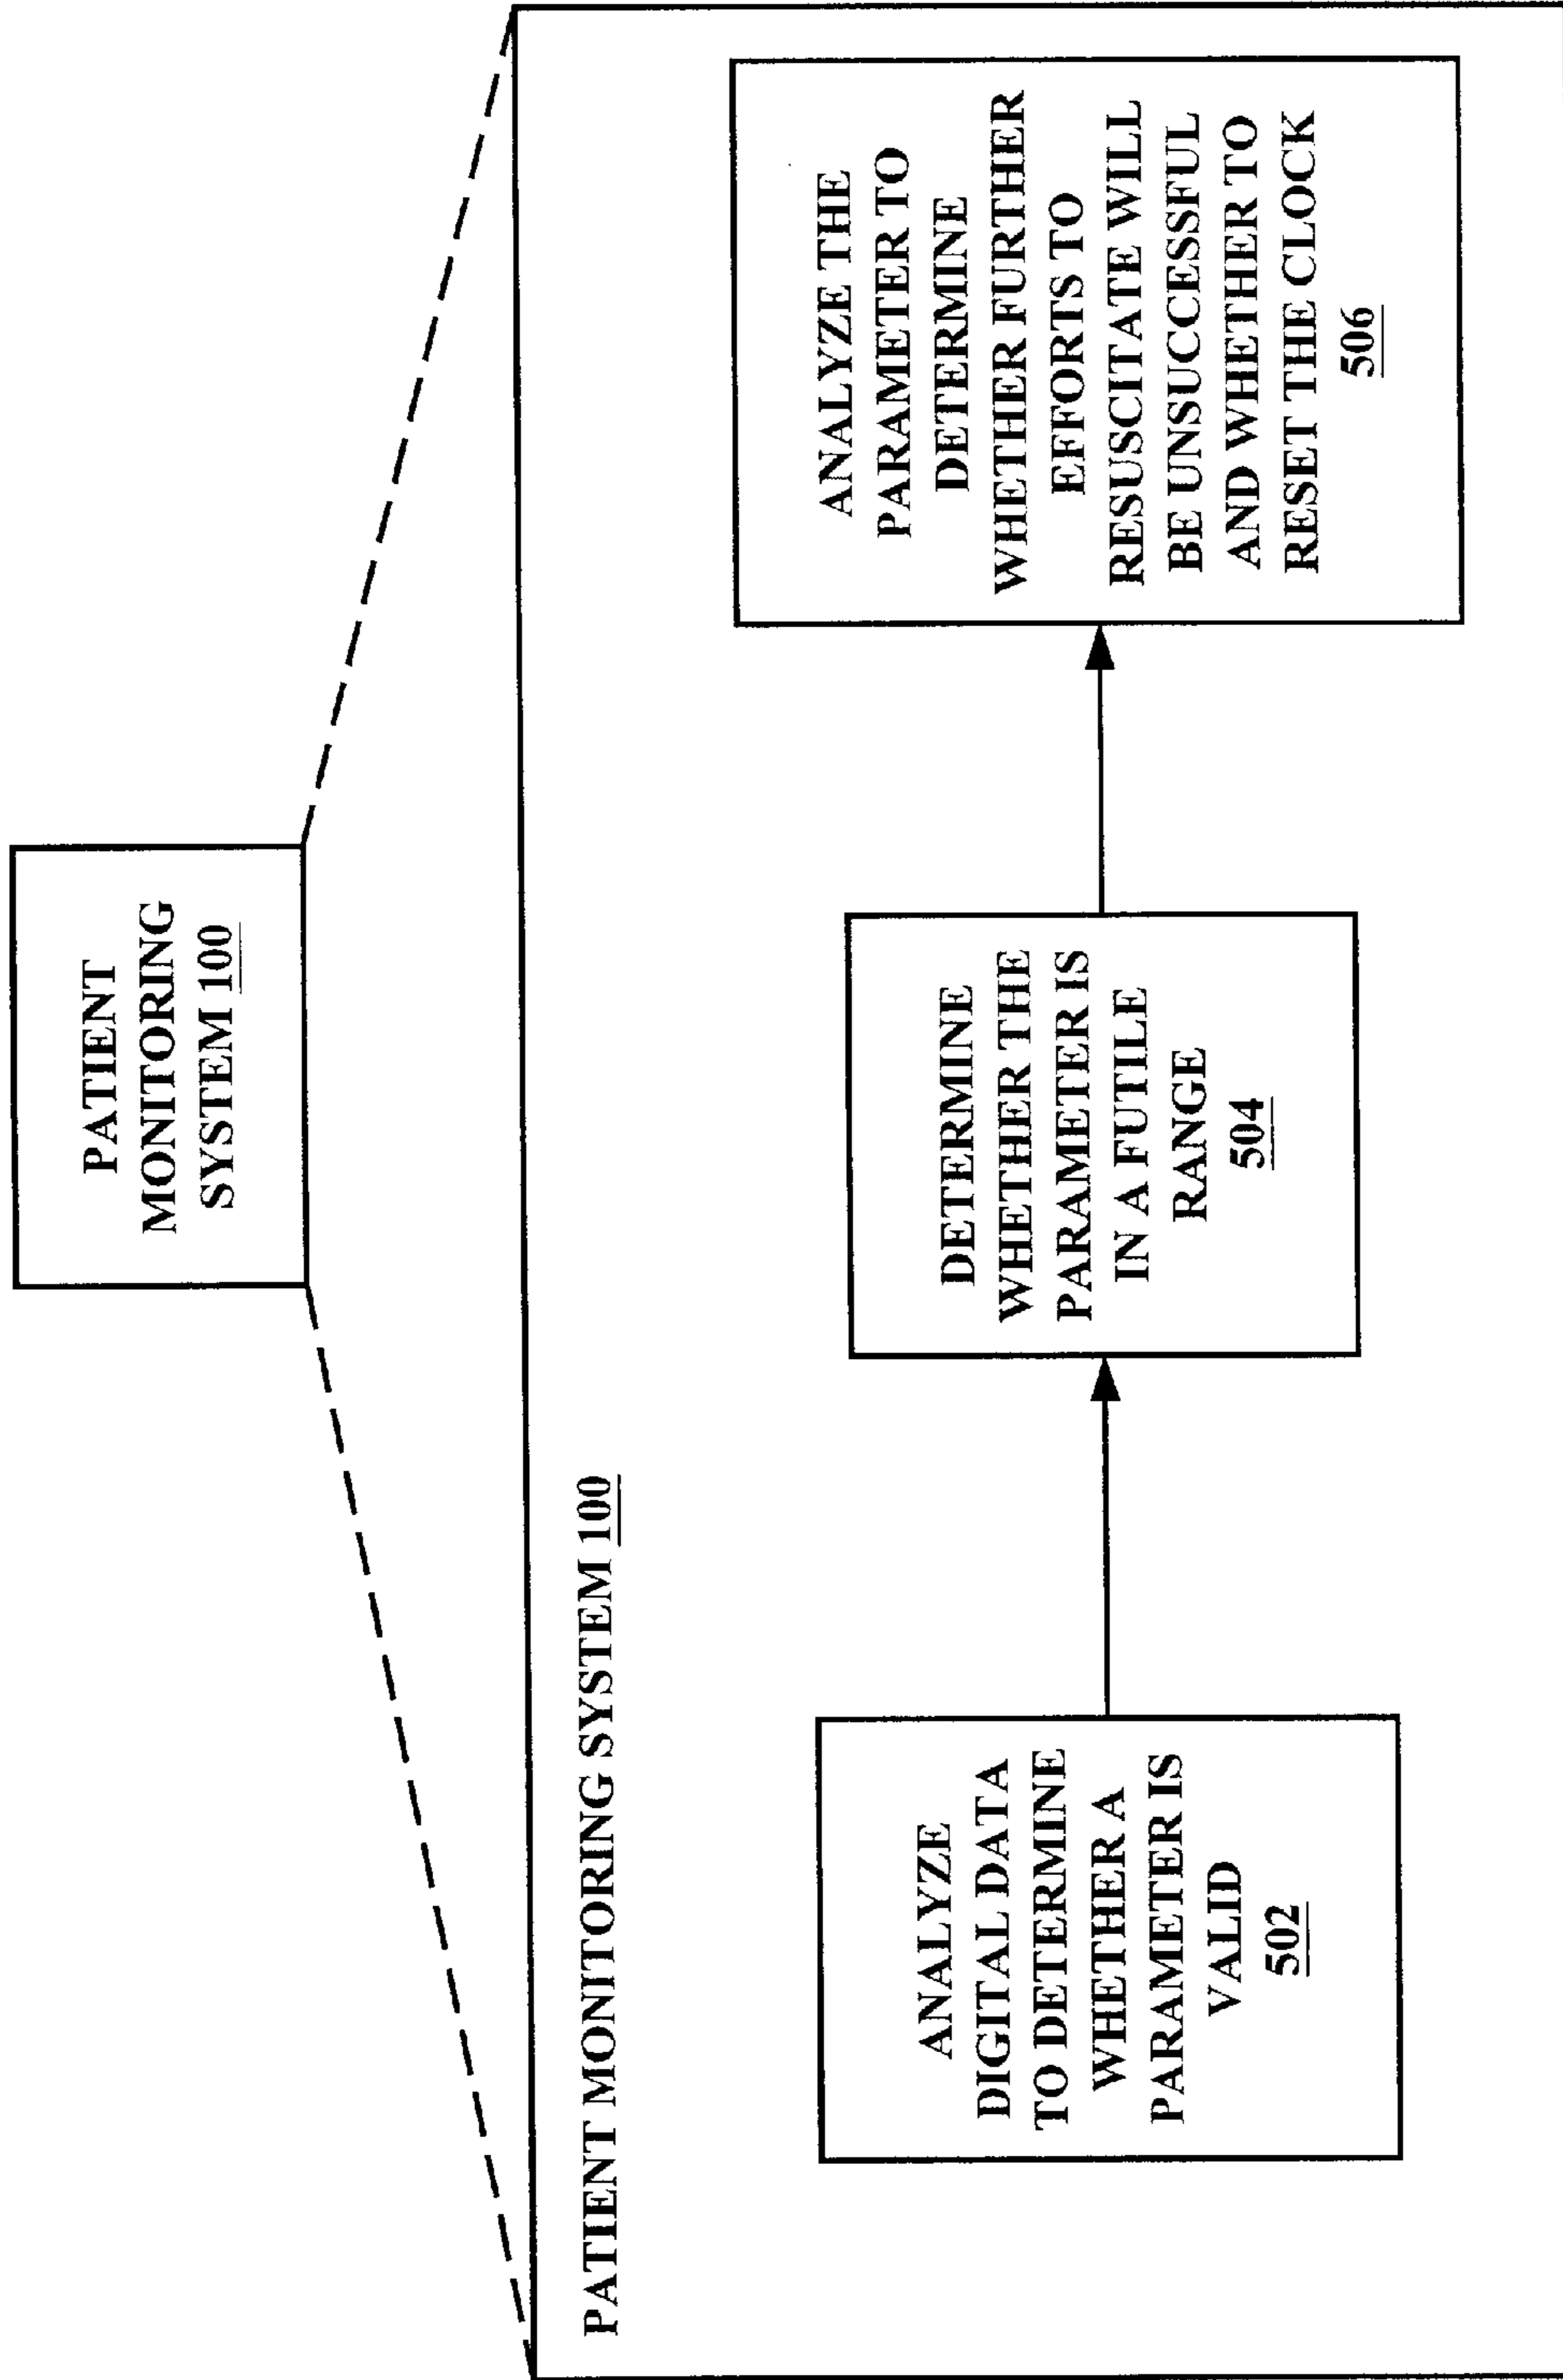 PATIENT
MONITORING
SYSTEM 100
PATIENT MONITORING SYSTEM 100
ANALYZE
DIGITAL DATA
TO DETERMINE
WHETHER A
PARAMETER IS
VALID
502
DETERMINE
WHETHER THE
PARAMETER IS
IN A FUTILE
RANGE
504
ANALYZE THE
PARAMETER TO
DETERMINE
WHETHER FURTHER
EFFORTS TO
RESUSCITATE WILL
BE UNSUCCESSFUL
AND WHETHER TO
RESET THE CLOCK
506